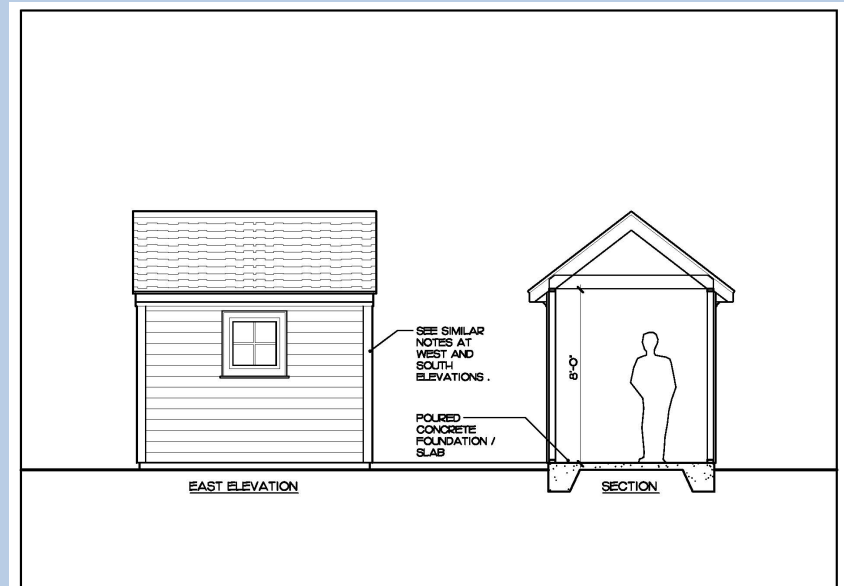 SEE SIMILAR
NOTES AT
WEST AND
SOUTH
ELEVATIONS .
8'-0"
POURED
CONCRETE
FOUNDATION /
SLAB
EAST ELEVATION
SECTION